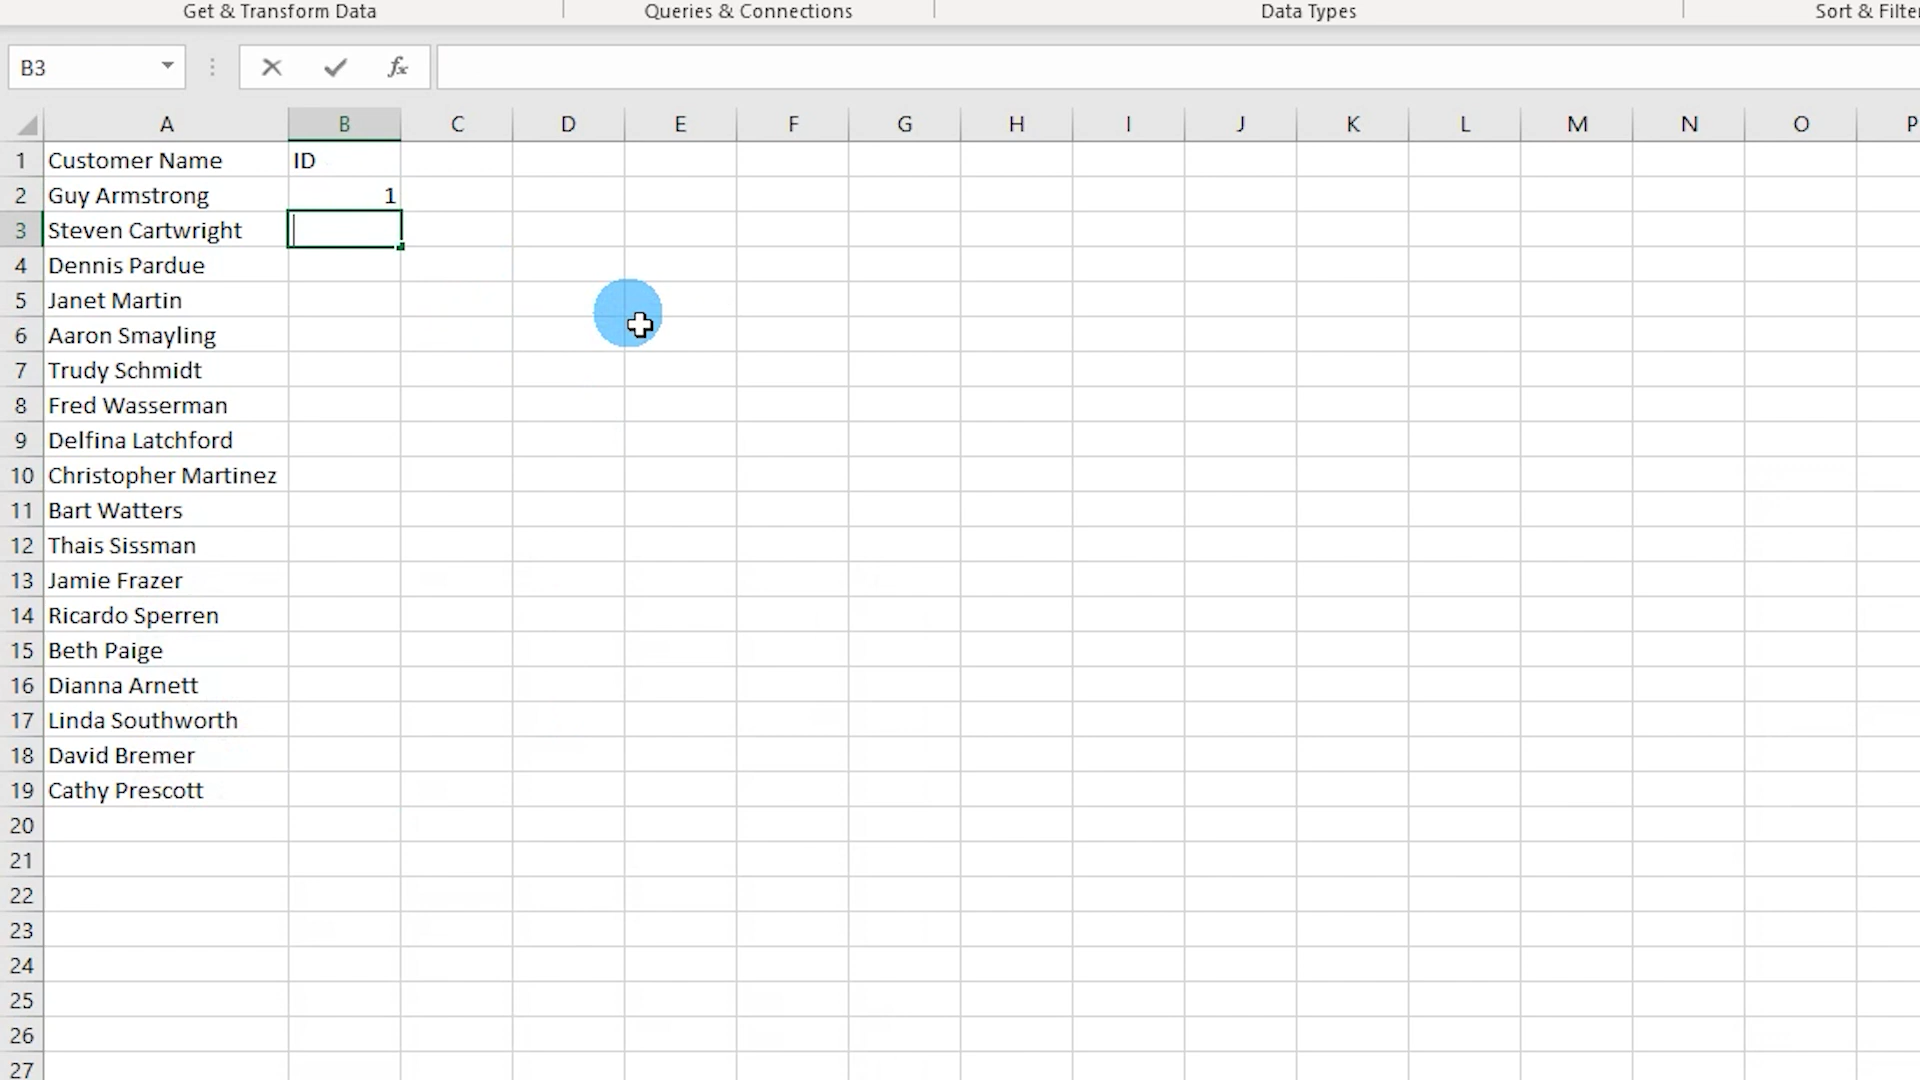 Get & Transform Data Queries & Connections Data Types Sort & Filte
B3 fx
A B C D E F G H I J K L M N O P
1 Customer Name ID
2 Guy Armstrong 1
3 Steven Cartwright
4 Dennis Pardue
5 Janet Martin
6 Aaron Smayling
7 Trudy Schmidt
8 Fred Wasserman
9 Delfina Latchford
10 Christopher Martinez
11 Bart Watters
12 Thais Sissman
13 Jamie Frazer
14 Ricardo Sperren
15 Beth Paige
16 Dianna Arnett
17 Linda Southworth
18 David Bremer
19 Cathy Prescott
20
21
22
23
24
25
26
27